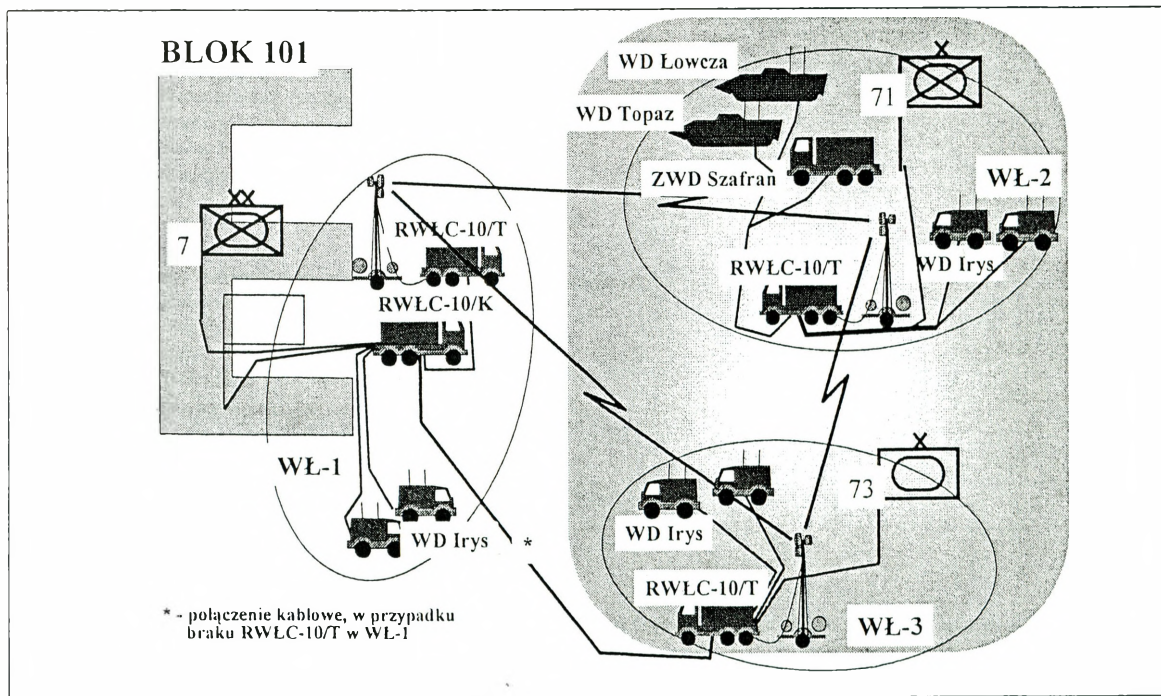 BLOK 101
7
XX
RWŁC-10/T
RWŁC-10/K
WŁ-1
WD Irys
*
* - połączenie kablowe, w przypadku
braku RWŁC-10/T w WŁ-1
WD Łowcza
WD Topaz
ZWD Szafran
71
X
WŁ-2
WD Irys
RWŁC-10/T
X
73
WD Irys
RWŁC-10/T
WŁ-3